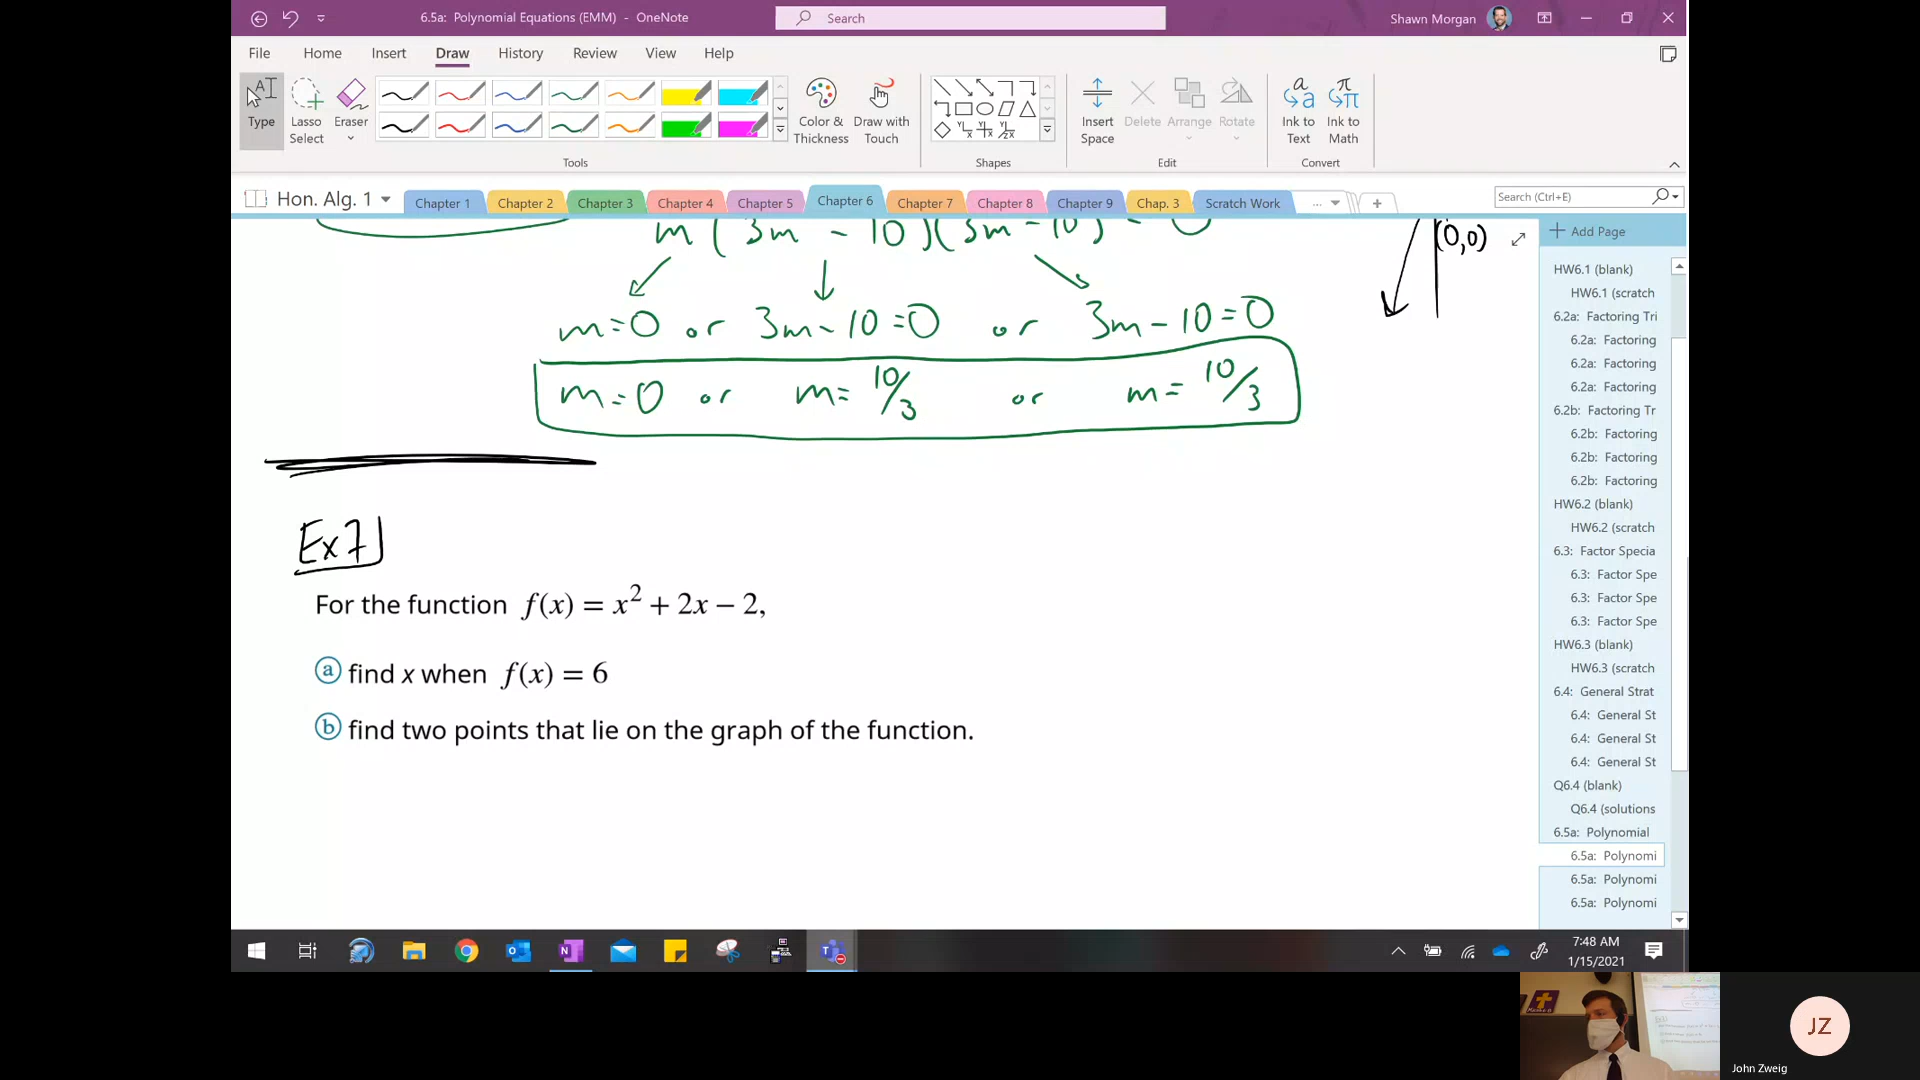 6.5a: Polynomial Equations (EMM) - OneNote
Search
Shawn Morgan
File Home Insert Draw History Review View Help
Type
Lasso Select
Eraser
Color & Thickness
Draw with Touch
Insert Space
Delete
Arrange
Rotate
Ink to Text
Ink to Math
Tools Shapes Edit Convert
Hon. Alg. 1
Chapter 1 Chapter 2 Chapter 3 Chapter 4 Chapter 5 Chapter 6 Chapter 7 Chapter 8 Chapter 9 Chap. 3 Scratch Work ...
Search (Ctrl+E)
m(3m - 10)(3m - 10) = 0
(0,0)
m=0 or 3m-10=0 or 3m-10=0
m=0 or m=10/3 or m=10/3
Ex7
For the function f(x) = x² + 2x − 2,
a find x when f(x) = 6
b find two points that lie on the graph of the function.
Add Page
HW6.1 (blank)
HW6.1 (scratch
6.2a: Factoring Tri
6.2a: Factoring
6.2a: Factoring
6.2a: Factoring
6.2b: Factoring Tr
6.2b: Factoring
6.2b: Factoring
6.2b: Factoring
HW6.2 (blank)
HW6.2 (scratch
6.3: Factor Specia
6.3: Factor Spe
6.3: Factor Spe
6.3: Factor Spe
HW6.3 (blank)
HW6.3 (scratch
6.4: General Strat
6.4: General St
6.4: General St
6.4: General St
Q6.4 (blank)
Q6.4 (solutions
6.5a: Polynomial
6.5a: Polynomi
6.5a: Polynomi
6.5a: Polynomi
7:48 AM
1/15/2021
JZ
John Zweig